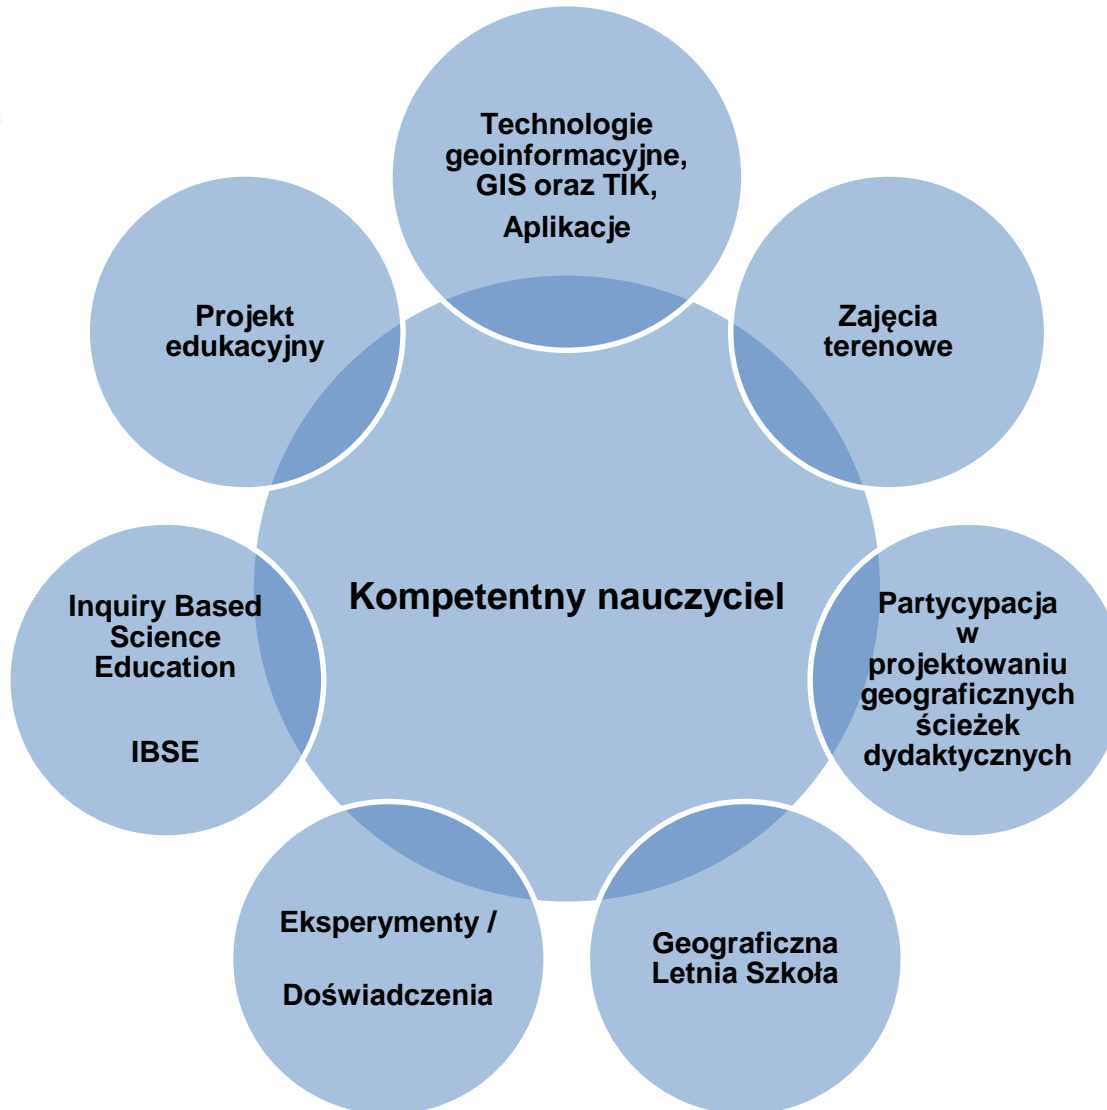 Technologie
geoinformacyjne,
GIS oraz TIK,
Aplikacje
Projekt
edukacyjny
Zajęcia
terenowe
Inquiry Based
Science
Education
IBSE
Kompetentny nauczyciel
Partycypacja
w
projektowaniu
geograficznych
ścieżek
dydaktycznych
Eksperymenty /
Doświadczenia
Geograficzna
Letnia Szkoła